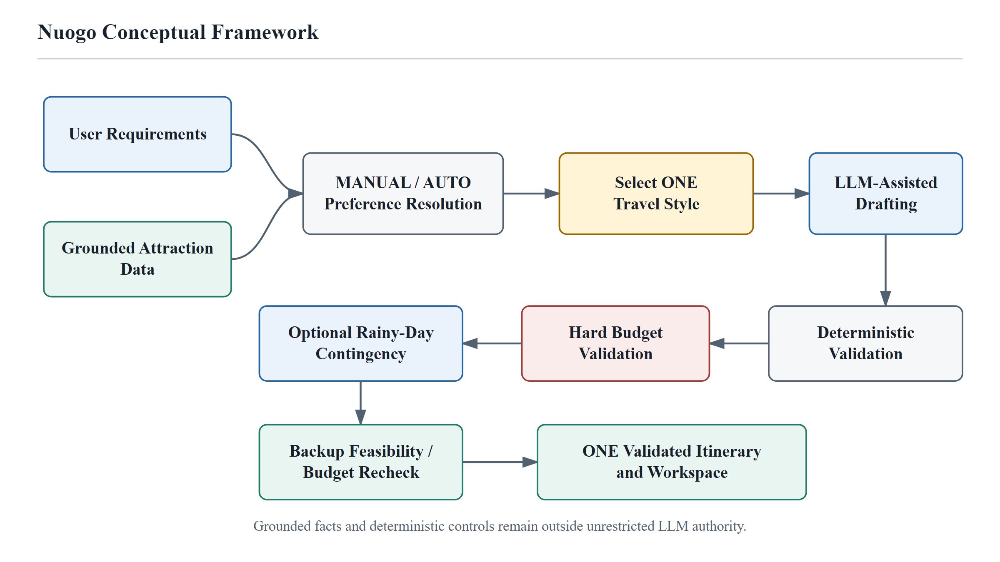 Nuogo Conceptual Framework
User Requirements
Grounded Attraction
Data
MANUAL / AUTO
Preference Resolution
Select ONE
Travel Style
LLM-Assisted
Drafting
Deterministic
Validation
Hard Budget
Validation
Optional Rainy-Day
Contingency
Backup Feasibility /
Budget Recheck
ONE Validated Itinerary
and Workspace
Grounded facts and deterministic controls remain outside unrestricted LLM authority.